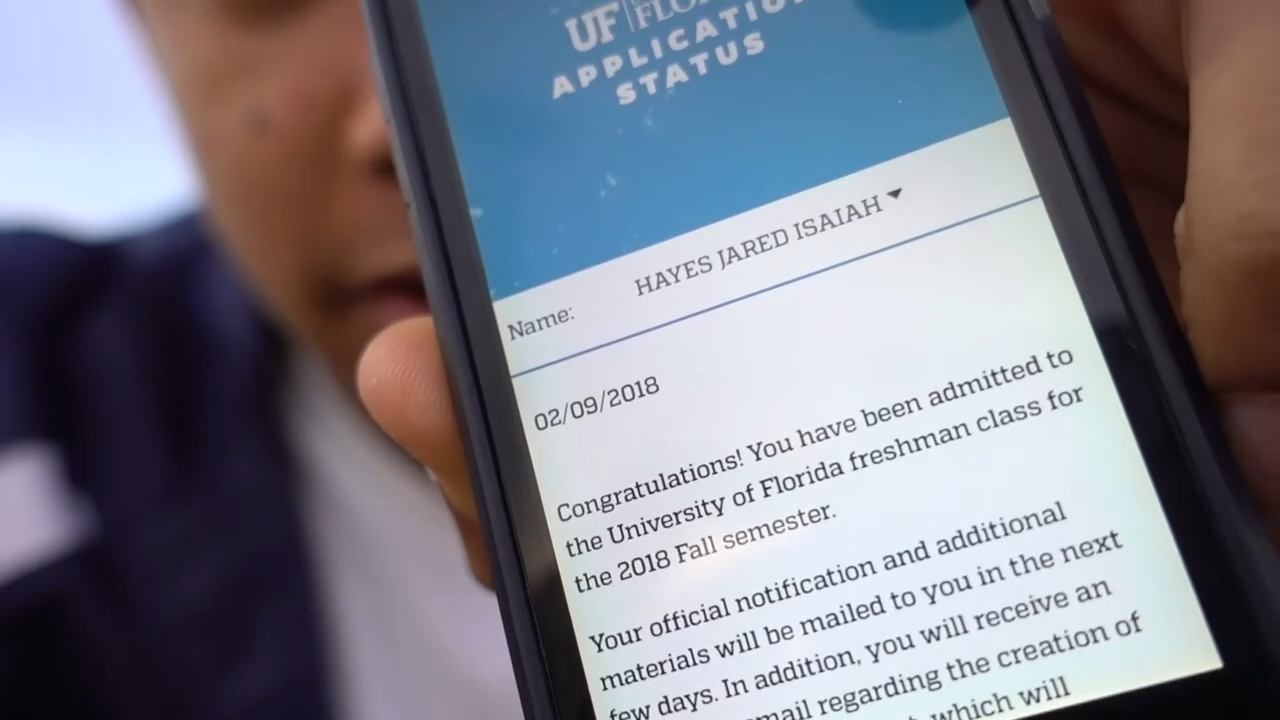 UF
APPLICATION
STATUS
Name: HAYES JARED ISAIAH
02/09/2018
Congratulations! You have been admitted to
the University of Florida freshman class for
the 2018 Fall semester.
Your official notification and additional
materials will be mailed to you in the next
few days. In addition, you will receive an
email regarding the creation of
which will